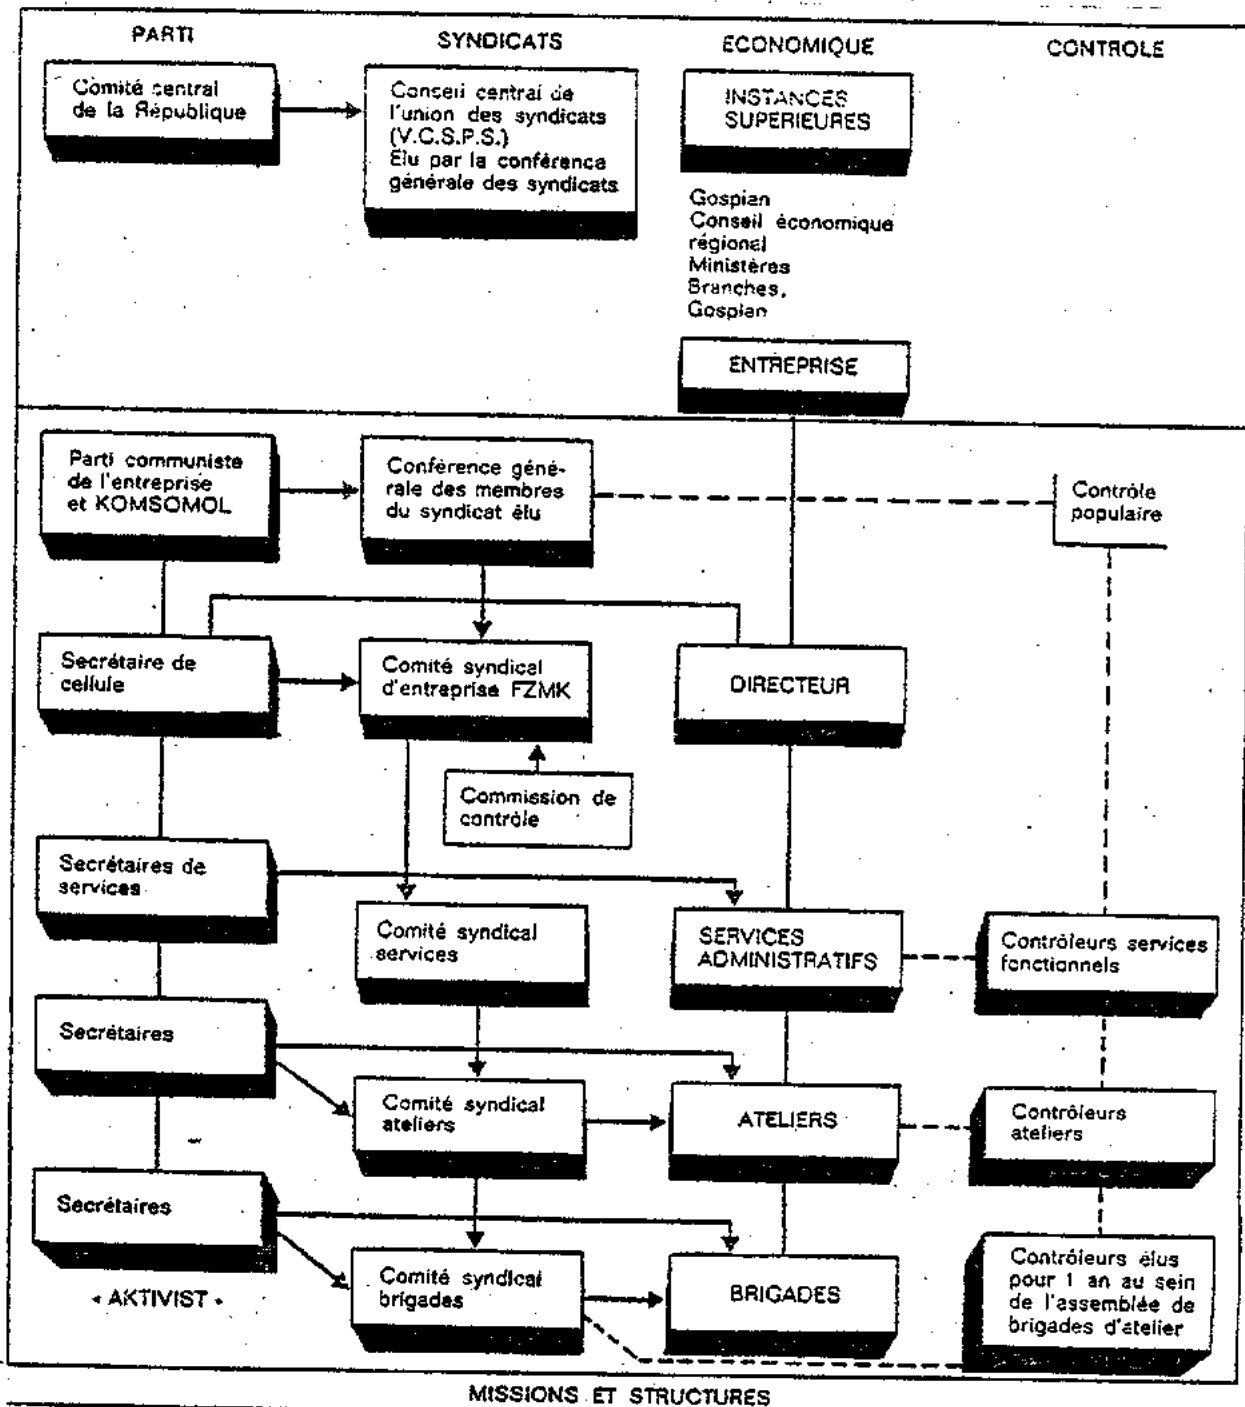 PARTI
SYNDICATS
ECONOMIQUE
CONTROLE
Comité central
de la République
Conseil central de
l'union des syndicats
(V.C.S.P.S.)
Elu par la conférence
générale des syndicats
INSTANCES
SUPERIEURES
Gosplan
Conseil économique
régional
Ministères
Branches.
Gosplan
ENTREPRISE
Parti communiste
de l'entreprise
et KOMSOMOL
Conférence géné-
rale des membres
du syndicat élu
Contrôle
populaire
Secrétaire de
cellule
Comité syndical
d'entreprise FZMK
DIRECTEUR
Commission de
contrôle
Secrétaires de
services
Comité syndical
services
SERVICES
ADMINISTRATIFS
Contrôleurs services
fonctionnels
Secrétaires
Comité syndical
ateliers
ATELIERS
Contrôleurs
ateliers
Secrétaires
« AKTIVIST »
Comité syndical
brigades
BRIGADES
Contrôleurs élus
pour 1 an au sein
de l'assemblée de
brigades d'atelier
MISSIONS ET STRUCTURES